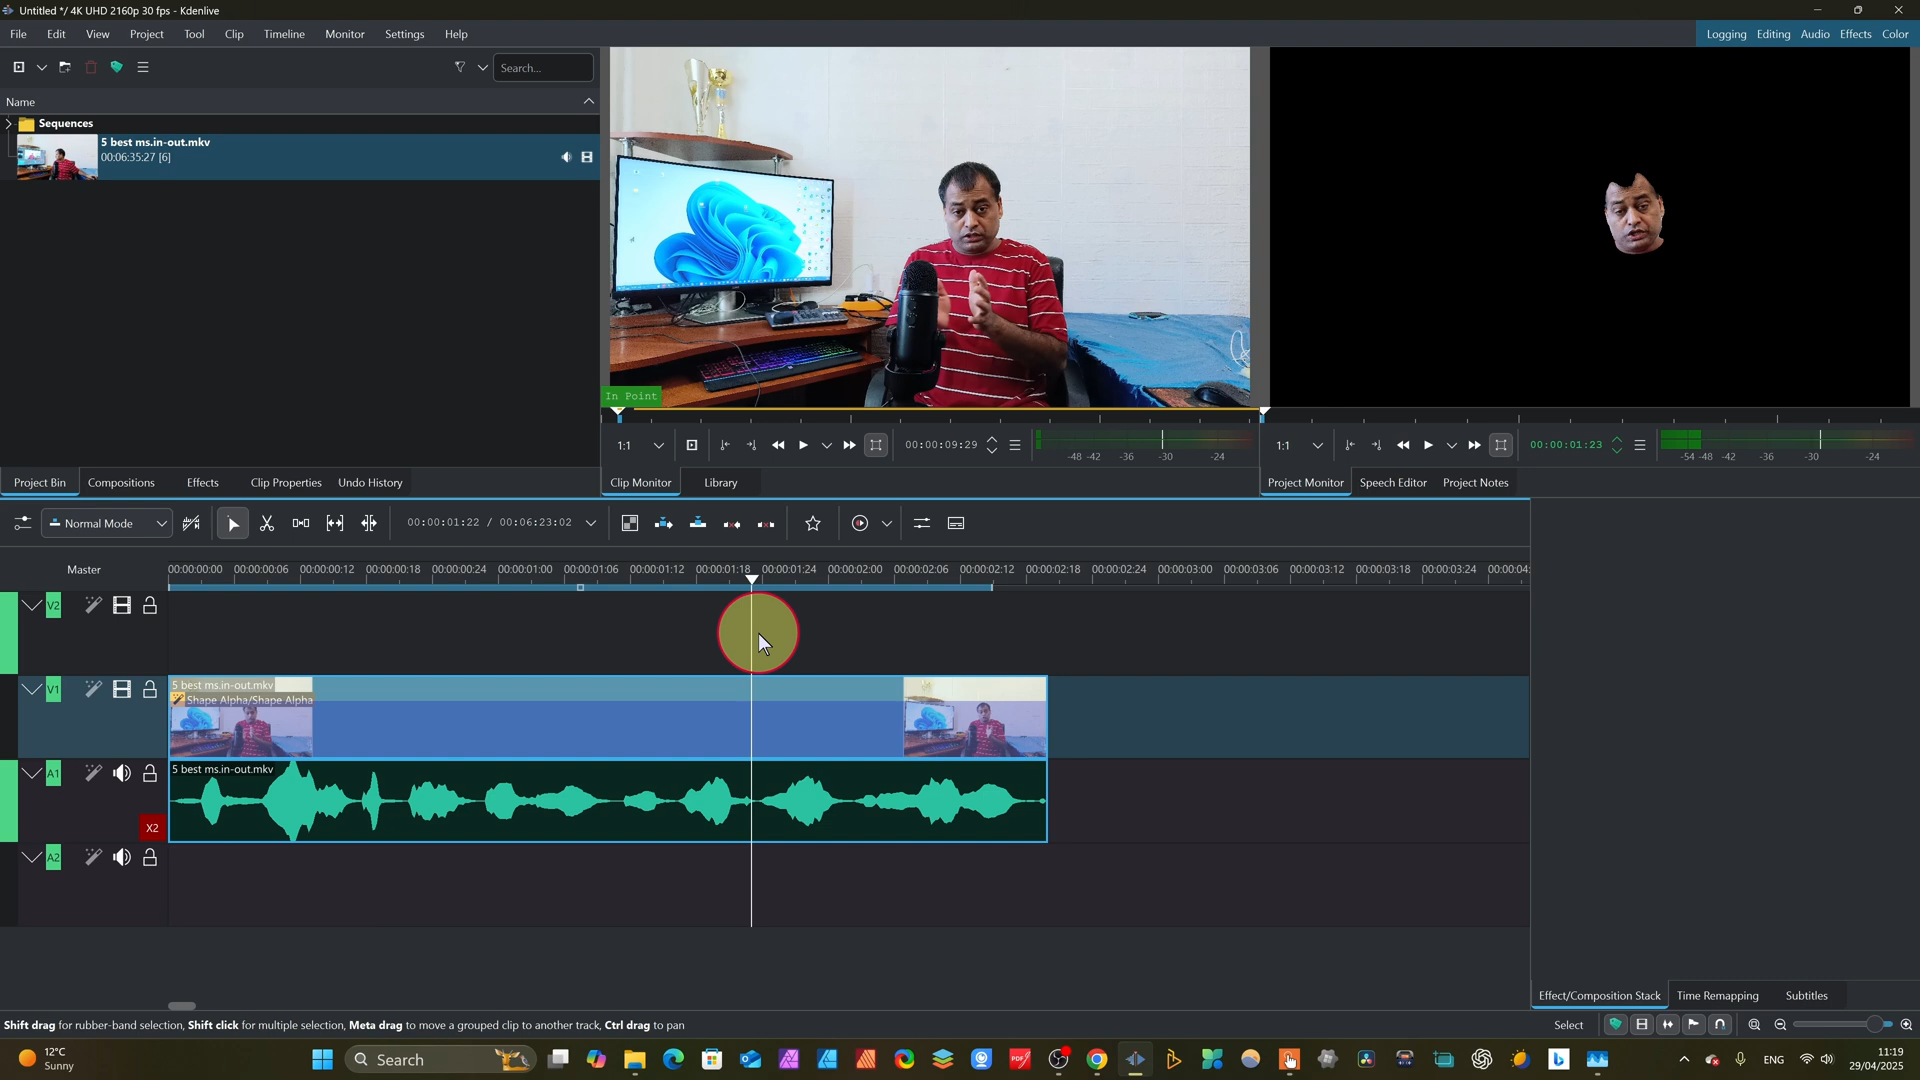 Untitled */ 4K UHD 2160p 30 fps - Kdenlive
File Edit View Project Tool Clip Timeline Monitor Settings Help
Logging Editing Audio Effects Color
Search...
Name
Sequences
5 best ms.in-out.mkv
00:06:35:27 [6]
In Point
1:1
00:00:09:29
-48 -42 -36 -30 -24
1:1
00:00:01:23
-54 -48 -42 -36 -30 -24
Project Bin Compositions Effects Clip Properties Undo History
Clip Monitor Library
Project Monitor Speech Editor Project Notes
Normal Mode
00:00:01:22 / 00:06:23:02
Master
00:00:00:00 00:00:00:06 00:00:00:12 00:00:00:18 00:00:00:24 00:00:01:00 00:00:01:06 00:00:01:12 00:00:01:18 00:00:01:24 00:00:02:00 00:00:02:06 00:00:02:12 00:00:02:18 00:00:02:24 00:00:03:00 00:00:03:06 00:00:03:12 00:00:03:18 00:00:03:24 00:00:04:
V2
V1
5 best ms.in-out.mkv
Shape Alpha/Shape Alpha
A1
5 best ms.in-out.mkv
X2
A2
Effect/Composition Stack Time Remapping Subtitles
Shift drag for rubber-band selection, Shift click for multiple selection, Meta drag to move a grouped clip to another track, Ctrl drag to pan
Select
12°C
Sunny
Search
PDF
ENG
11:19
29/04/2025